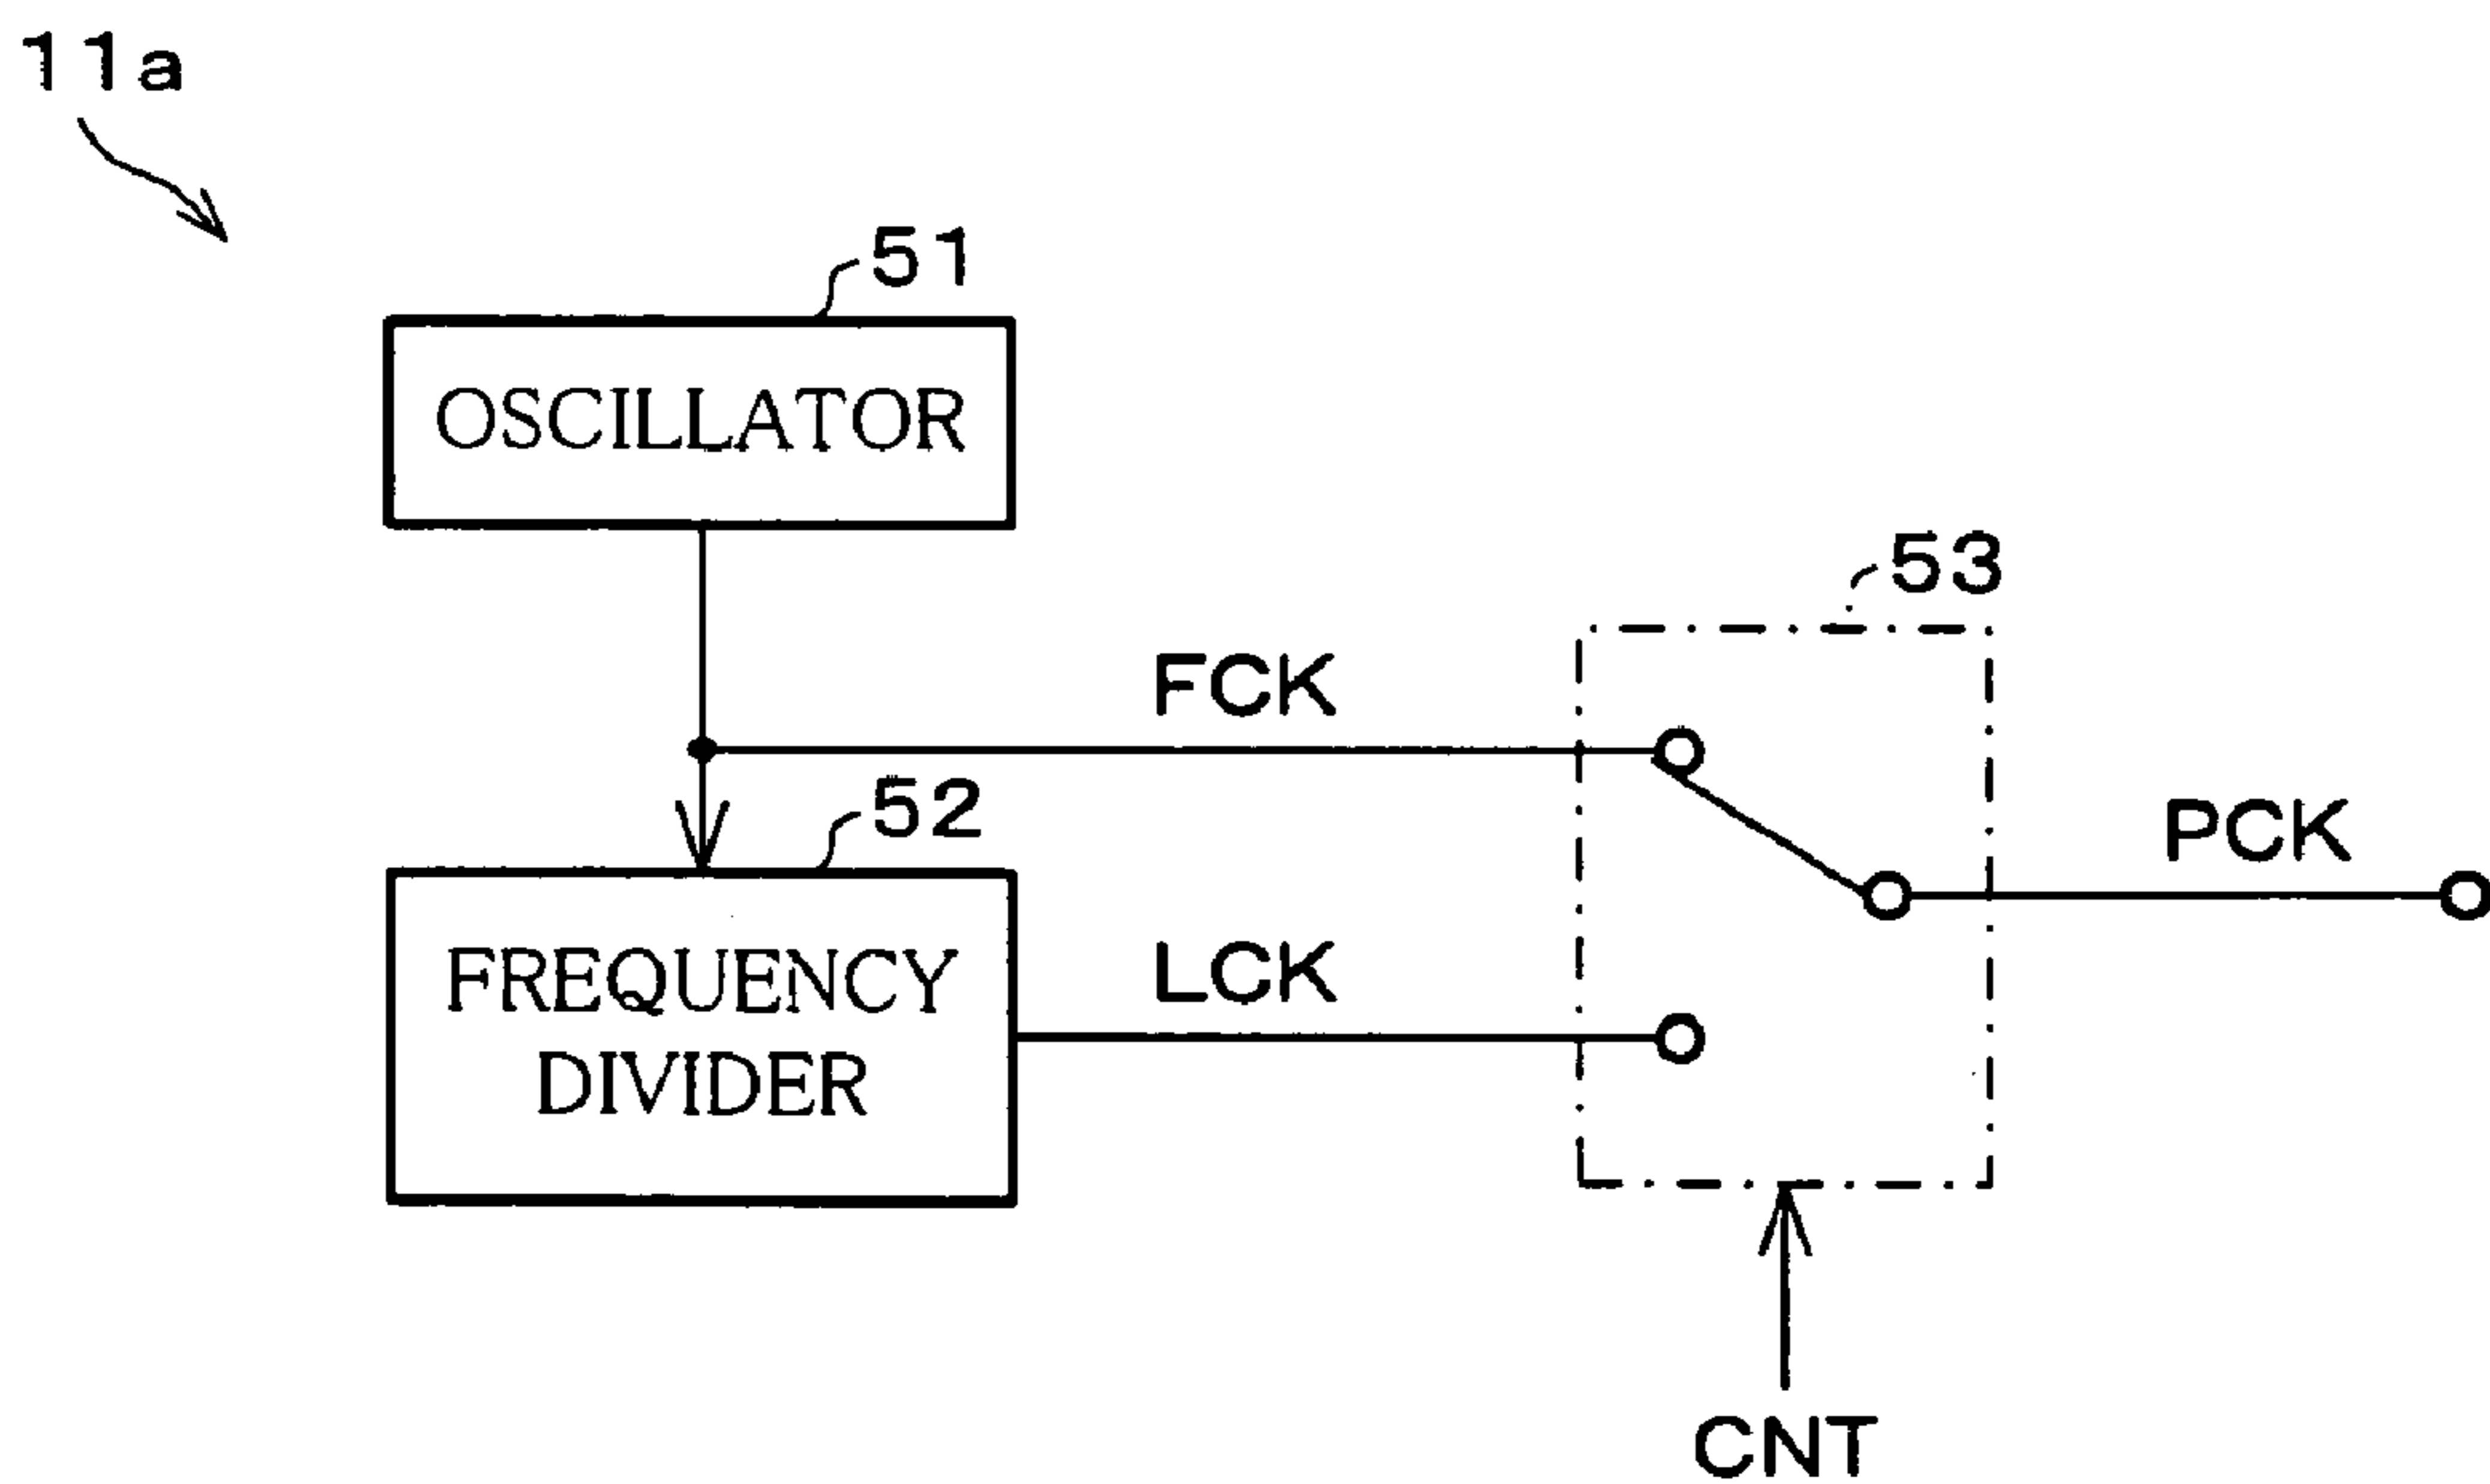 11a
51
OSCILLATOR
53
FCK
52
PCK
FREQUENCY
DIVIDER
LCK
CNT